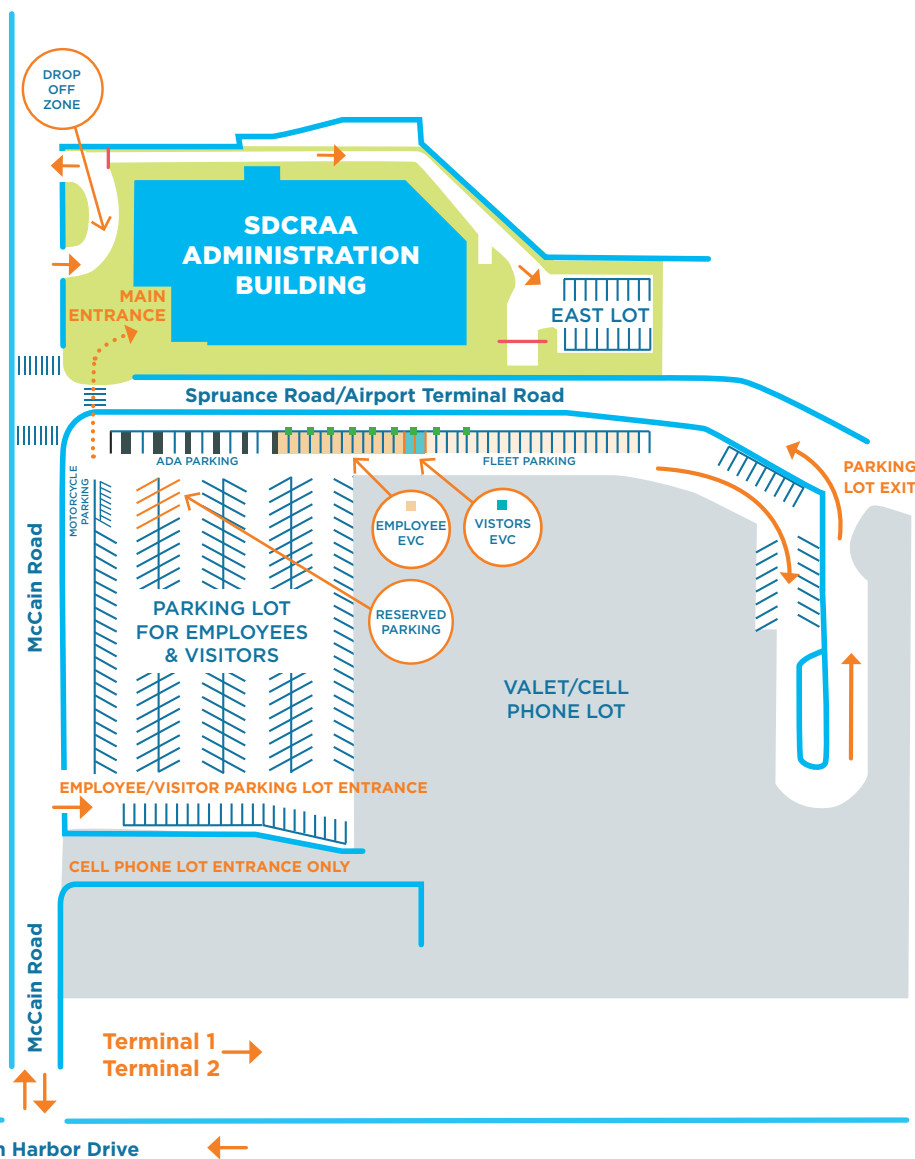 DROP
OFF
ZONE
SDCRAA
ADMINISTRATION
BUILDING
MAIN
ENTRANCE
EAST LOT
Spruance Road/Airport Terminal Road
ADA PARKING
FLEET PARKING
PARKING
LOT EXIT
MOTORCYCLE
PARKING
EMPLOYEE
EVC
VISTORS
EVC
McCain Road
PARKING LOT
FOR EMPLOYEES
& VISITORS
RESERVED
PARKING
VALET/CELL
PHONE LOT
EMPLOYEE/VISITOR PARKING LOT ENTRANCE
CELL PHONE LOT ENTRANCE ONLY
McCain Road
Terminal 1
Terminal 2
Harbor Drive